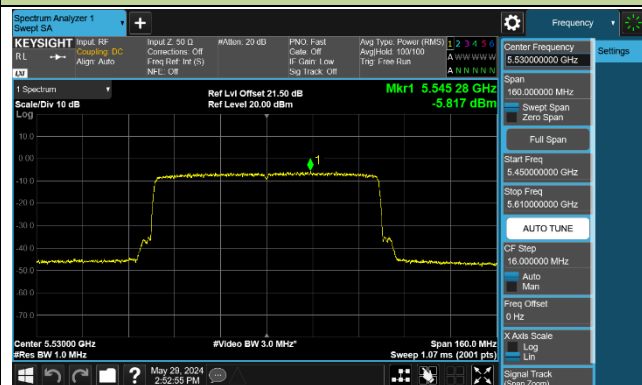 Spectrum Analyzer 1
Swept SA
+
Frequency
KEYSIGHT
Input: RF
Input Z: 50 Ω
#Atten: 20 dB
PNO: Fast
Avg Type: Power (RMS)
1 2 3 4 5 6
RL
Coupling: DC
Corrections: Off
Gate: Off
Avg|Hold: 100/100
A W W W W W
Align: Auto
Freq Ref: Int (S)
IF Gain: Low
Trig: Free Run
LXI
NFE: Off
Sig Track: Off
A N N N N N
1 Spectrum
Ref Lvl Offset 21.50 dB
Mkr1 5.545 28 GHz
Scale/Div 10 dB
Ref Level 20.00 dBm
-5.817 dBm
Log
10.0
0.00
1
-10.0
-20.0
-30.0
-40.0
-50.0
-60.0
-70.0
Center 5.53000 GHz
#Video BW 3.0 MHz*
Span 160.0 MHz
#Res BW 1.0 MHz
Sweep 1.07 ms (2001 pts)
May 29, 2024
2:52:55 PM
?
Center Frequency
5.530000000 GHz
Settings
Span
160.000000 MHz
Swept Span
Zero Span
Full Span
Start Freq
5.450000000 GHz
Stop Freq
5.610000000 GHz
AUTO TUNE
CF Step
16.000000 MHz
Auto
Man
Freq Offset
0 Hz
X Axis Scale
Log
Lin
Signal Track
(Span Zoom)